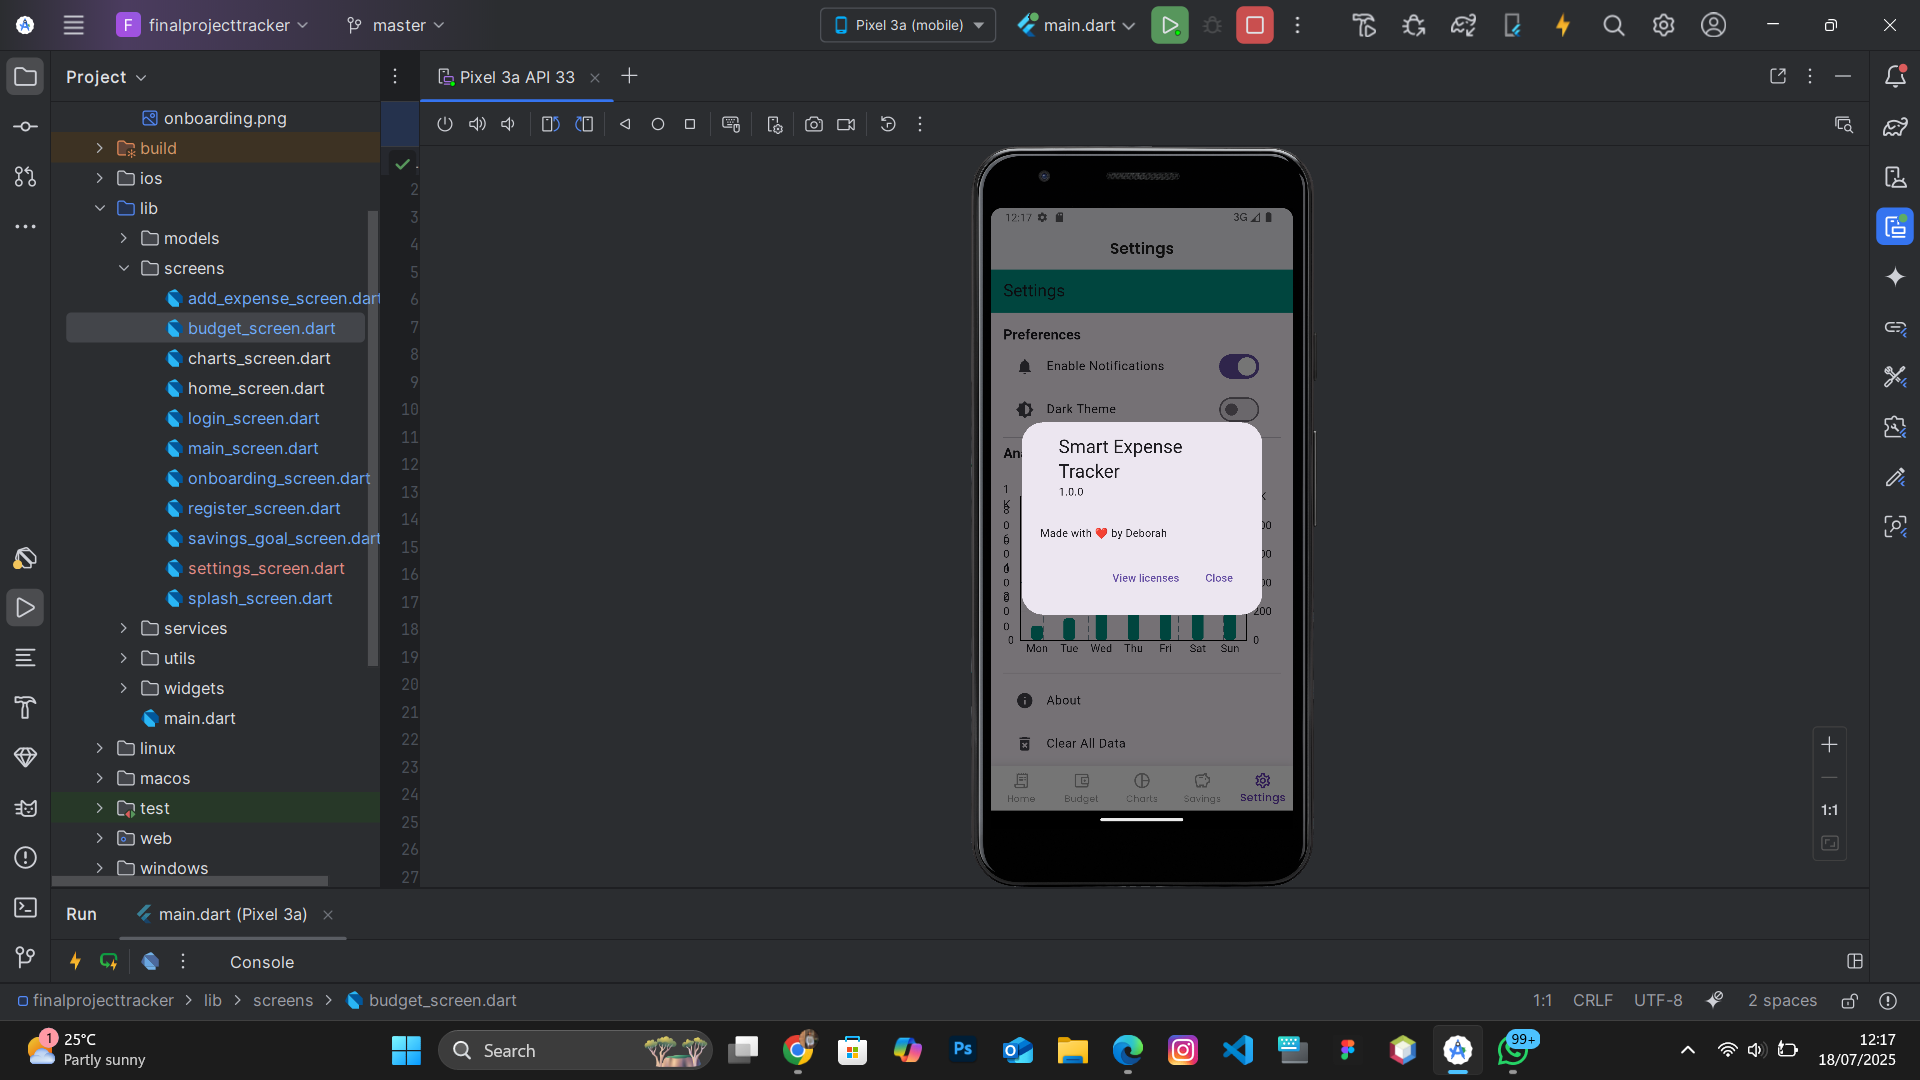 F finalprojecttracker
master
Pixel 3a (mobile)
main.dart
Project
Pixel 3a API 33
onboarding.png
build
ios
lib
models
screens
add_expense_screen.dart
budget_screen.dart
charts_screen.dart
home_screen.dart
login_screen.dart
main_screen.dart
onboarding_screen.dart
register_screen.dart
savings_goal_screen.dart
settings_screen.dart
splash_screen.dart
services
utils
widgets
main.dart
linux
macos
test
web
windows
2
3
4
5
6
7
8
9
10
11
12
13
14
15
16
17
18
19
20
21
22
23
24
25
26
27
12:17
3G
Settings
Settings
Preferences
Enable Notifications
Dark Theme
Smart Expense
Tracker
1.0.0
Made with ❤️ by Deborah
View licenses Close
200
0 0
Mon Tue Wed Thu Fri Sat Sun
About
Clear All Data
Home Budget Charts Savings Settings
1:1
Run
main.dart (Pixel 3a)
Console
finalprojecttracker > lib > screens > budget_screen.dart
1:1 CRLF UTF-8 2 spaces
1
25°C
Partly sunny
Search
Ps
99+
12:17
18/07/2025